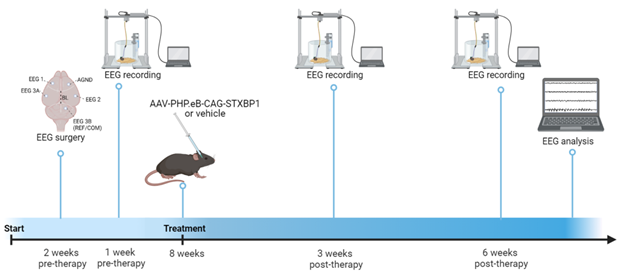 EEG recording
EEG recording
EEG recording
EEG 1
AGND
EEG 3A
BL
EEG 2
EEG 3B
(REF/COM)
EEG surgery
AAV-PHP.eB-CAG-STXBP1
or vehicle
EEG analysis
Start
Treatment
2 weeks
pre-therapy
1 week
pre-therapy
8 weeks
3 weeks
post-therapy
6 weeks
post-therapy